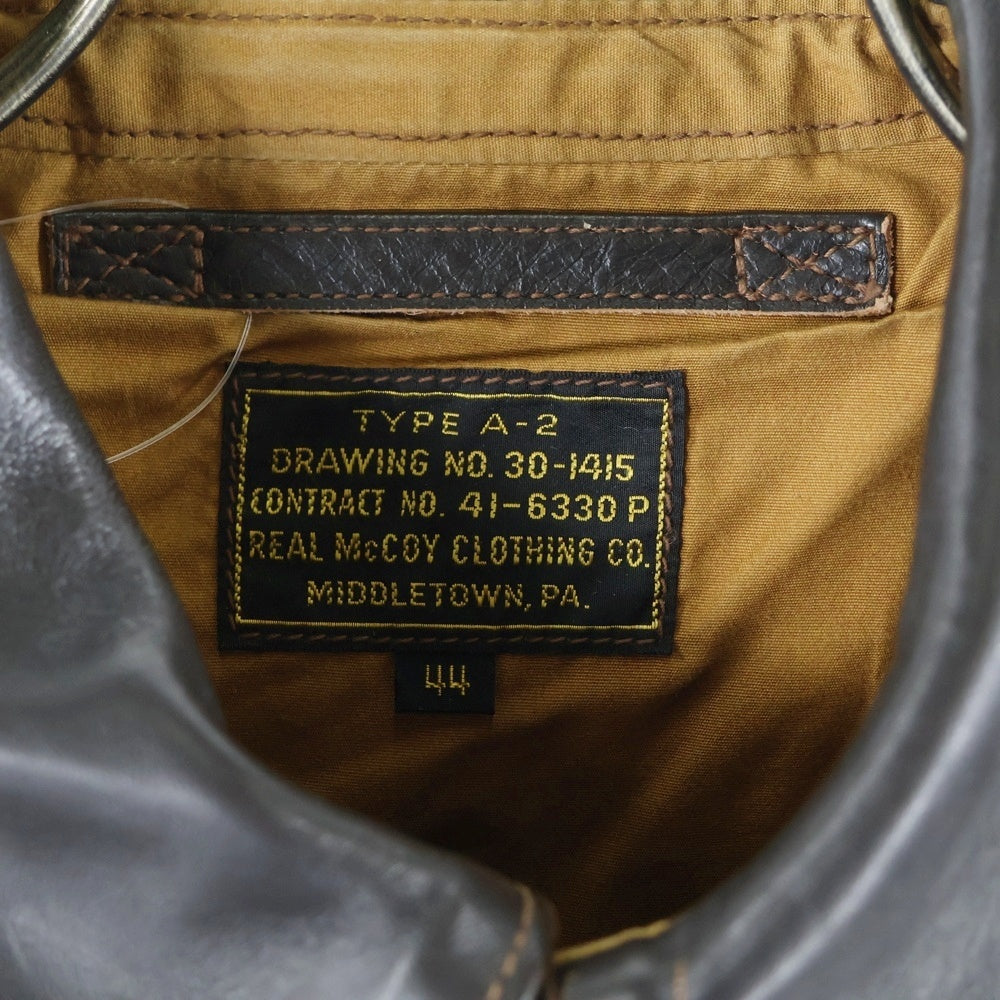 TYPE A-2
DRAWING NO. 30-1415
CONTRACT NO. 41-6330 P
REAL McCOY CLOTHING CO.
MIDDLETOWN, PA.
44